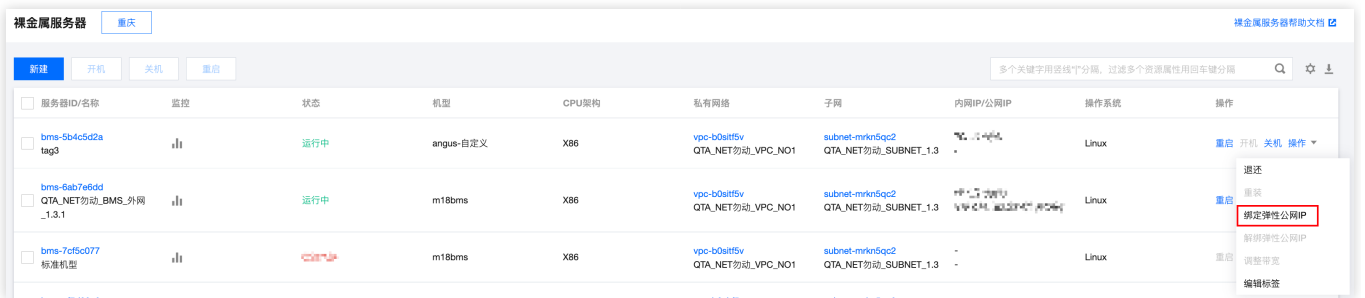 裸金属服务器 重庆 裸金属服务器帮助文档
新建 开机 关机 重启 多个关键字用竖线"|"分隔，过滤多个资源属性用回车键分隔
服务器ID/名称 监控 状态 机型 CPU架构 私有网络 子网 内网IP/公网IP 操作系统 操作
bms-5b4c5d2a vpc-b0sitf5v subnet-mrkn5qc2
运行中 angus-自定义 X86 Linux 重启 开机 关机 操作
tag3 QTA_NET勿动_VPC_NO1 QTA_NET勿动_SUBNET_1.3 -
退还
bms-6ab7e6dd vpc-b0sitf5v subnet-mrkn5qc2
重装
QTA_NET勿动_BMS_外网 运行中 m18bms X86 Linux 重启
_1.3.1 QTA_NET勿动_VPC_NO1 QTA_NET勿动_SUBNET_1.3
绑定弹性公网IP
解绑弹性公网IP
bms-7cf5c077 vpc-b0sitf5v subnet-mrkn5qc2 -
m18bms X86 Linux 重启
调整带宽
标准机型 QTA_NET勿动_VPC_NO1 QTA_NET勿动_SUBNET_1.3 -
编辑标签